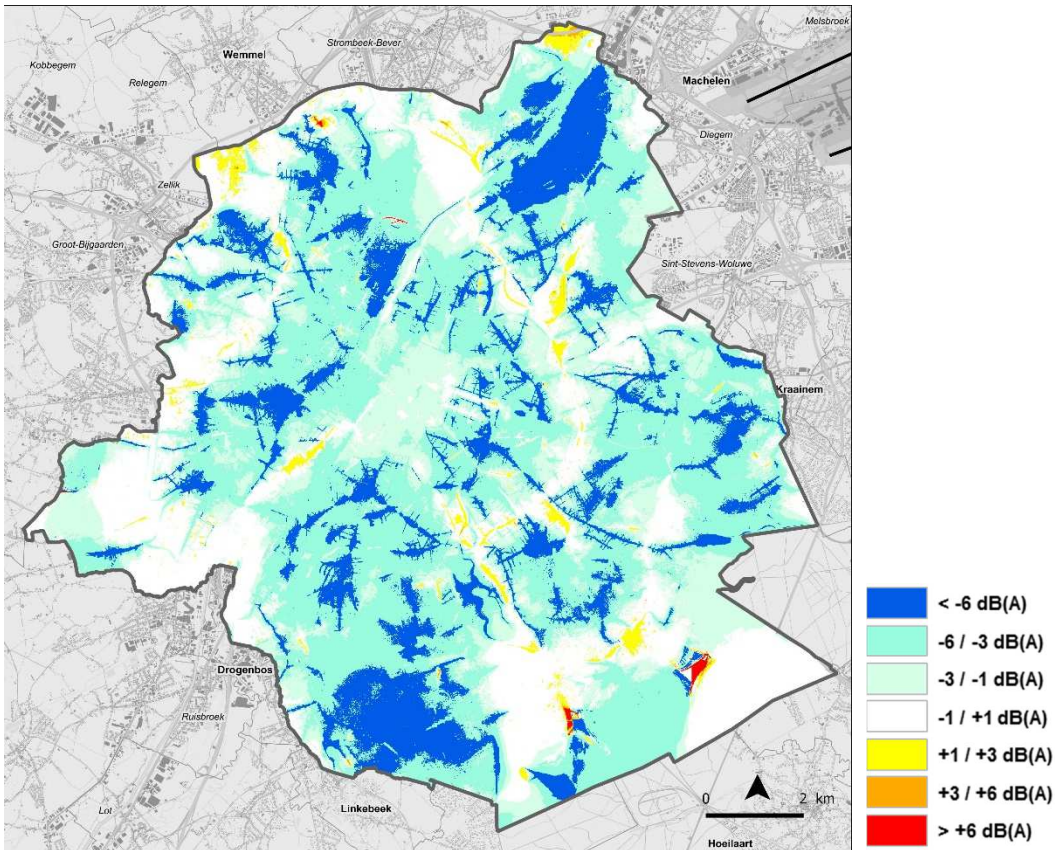 Melsbroek
Strombeek-Bever
Wemmel
Kobbegem
Relegem
Machelen
Diegem
Zellik
Groot-Bijgaarden
Sint-Stevens-Woluwe
Kraainem
Drogenbos
Ruisbroek
Lot
Linkebeek
0 2 km
Hoeilaart
< -6 dB(A)
-6 / -3 dB(A)
-3 / -1 dB(A)
-1 / +1 dB(A)
+1 / +3 dB(A)
+3 / +6 dB(A)
> +6 dB(A)